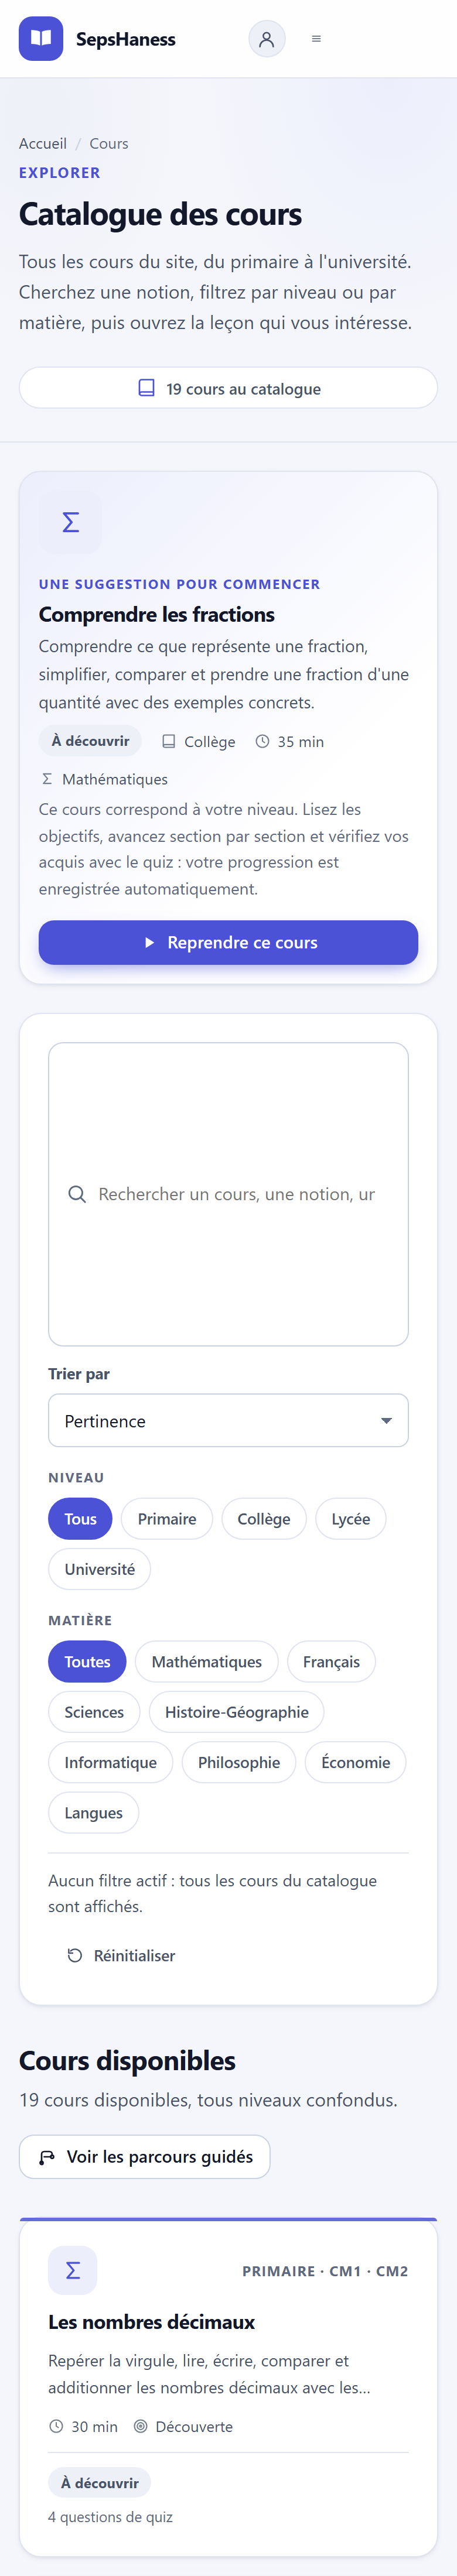 SepsHaness
Accueil / Cours
EXPLORER
Catalogue des cours
Tous les cours du site, du primaire à l'université.
Cherchez une notion, filtrez par niveau ou par
matière, puis ouvrez la leçon qui vous intéresse.
19 cours au catalogue
UNE SUGGESTION POUR COMMENCER
Comprendre les fractions
Comprendre ce que représente une fraction,
simplifier, comparer et prendre une fraction d'une
quantité avec des exemples concrets.
À découvrir Collège 35 min
Mathématiques
Ce cours correspond à votre niveau. Lisez les
objectifs, avancez section par section et vérifiez vos
acquis avec le quiz : votre progression est
enregistrée automatiquement.
Reprendre ce cours
Rechercher un cours, une notion, ur
Trier par
Pertinence
NIVEAU
Tous Primaire Collège Lycée
Université
MATIÈRE
Toutes Mathématiques Français
Sciences Histoire-Géographie
Informatique Philosophie Économie
Langues
Aucun filtre actif : tous les cours du catalogue
sont affichés.
Réinitialiser
Cours disponibles
19 cours disponibles, tous niveaux confondus.
Voir les parcours guidés
PRIMAIRE · CM1 · CM2
Les nombres décimaux
Repérer la virgule, lire, écrire, comparer et
additionner les nombres décimaux avec les...
30 min Découverte
À découvrir
4 questions de quiz